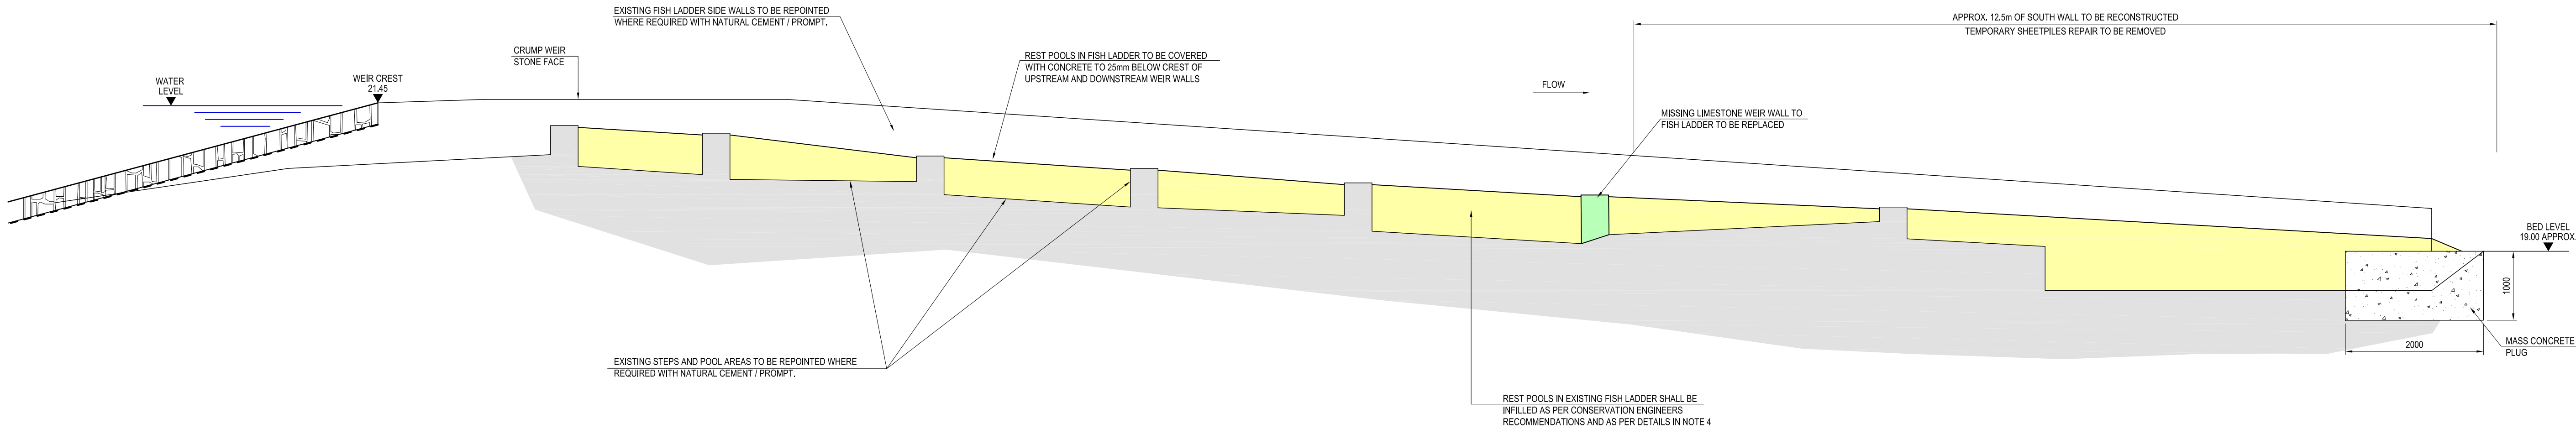 EXISTING FISH LADDER SIDE WALLS TO BE REPOINTED
WHERE REQUIRED WITH NATURAL CEMENT / PROMPT.
APPROX. 12.5m OF SOUTH WALL TO BE RECONSTRUCTED
TEMPORARY SHEETPILES REPAIR TO BE REMOVED
CRUMP WEIR
STONE FACE
REST POOLS IN FISH LADDER TO BE COVERED
WITH CONCRETE TO 25mm BELOW CREST OF
UPSTREAM AND DOWNSTREAM WEIR WALLS
WATER
LEVEL
WEIR CREST
21.45
FLOW
MISSING LIMESTONE WEIR WALL TO
FISH LADDER TO BE REPLACED
BED LEVEL
19.00 APPROX.
1000
2000
MASS CONCRETE
PLUG
EXISTING STEPS AND POOL AREAS TO BE REPOINTED WHERE
REQUIRED WITH NATURAL CEMENT / PROMPT.
REST POOLS IN EXISTING FISH LADDER SHALL BE
INFILLED AS PER CONSERVATION ENGINEERS
RECOMMENDATIONS AND AS PER DETAILS IN NOTE 4